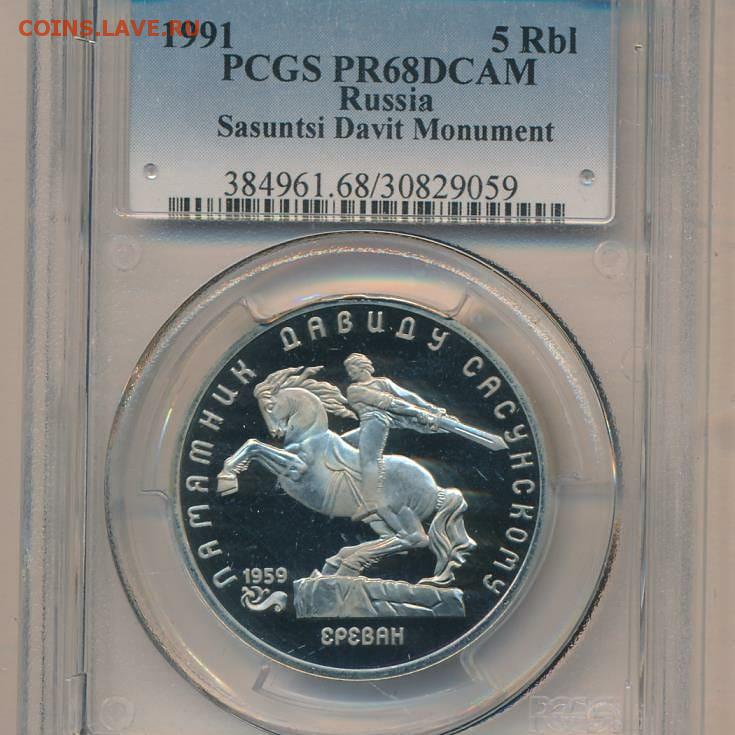 COINS.LAVE.RU
1991 5 Rbl
PCGS PR68DCAM
Russia
Sasuntsi Davit Monument
384961.68/30829059
ПАМЯТНИК ДАВИДУ САСУНСКОМУ
1959
ЕРЕВАН
PCGS